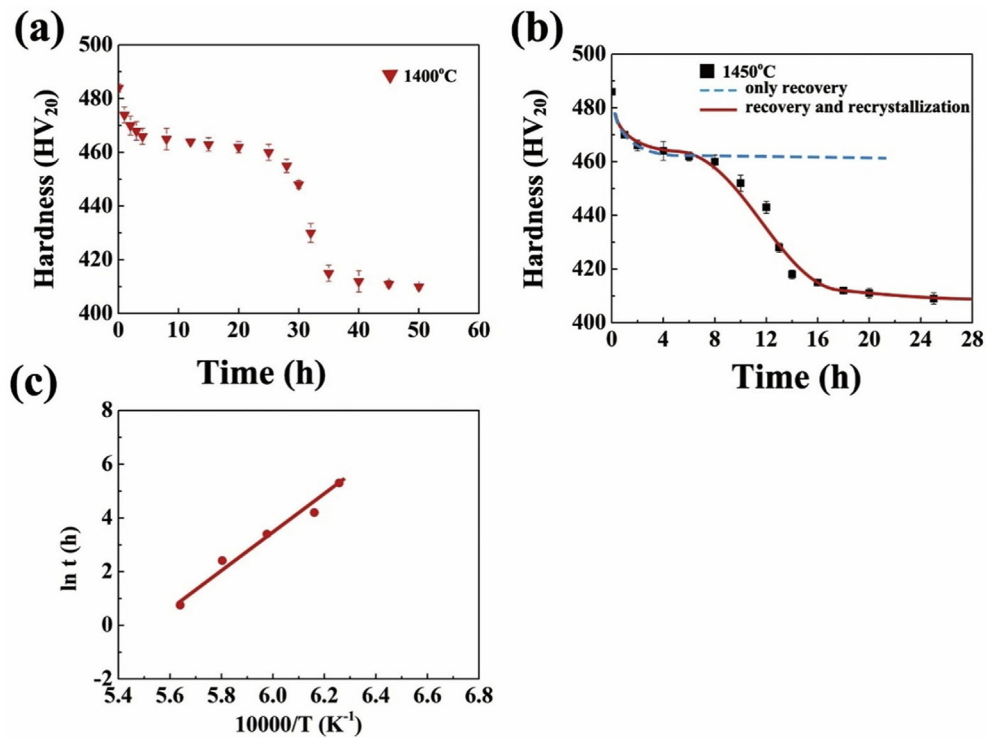 (a)
500
480
460
440
420
400
Hardness (HV20)
1400°C
0 10 20 30 40 50 60
Time (h)
(b)
500
480
460
440
420
400
Hardness (HV20)
1450°C
only recovery
recovery and recrystallization
0 4 8 12 16 20 24 28
Time (h)
(c)
8
6
4
2
0
-2
ln t (h)
5.4 5.6 5.8 6.0 6.2 6.4 6.6 6.8
10000/T (K⁻¹)